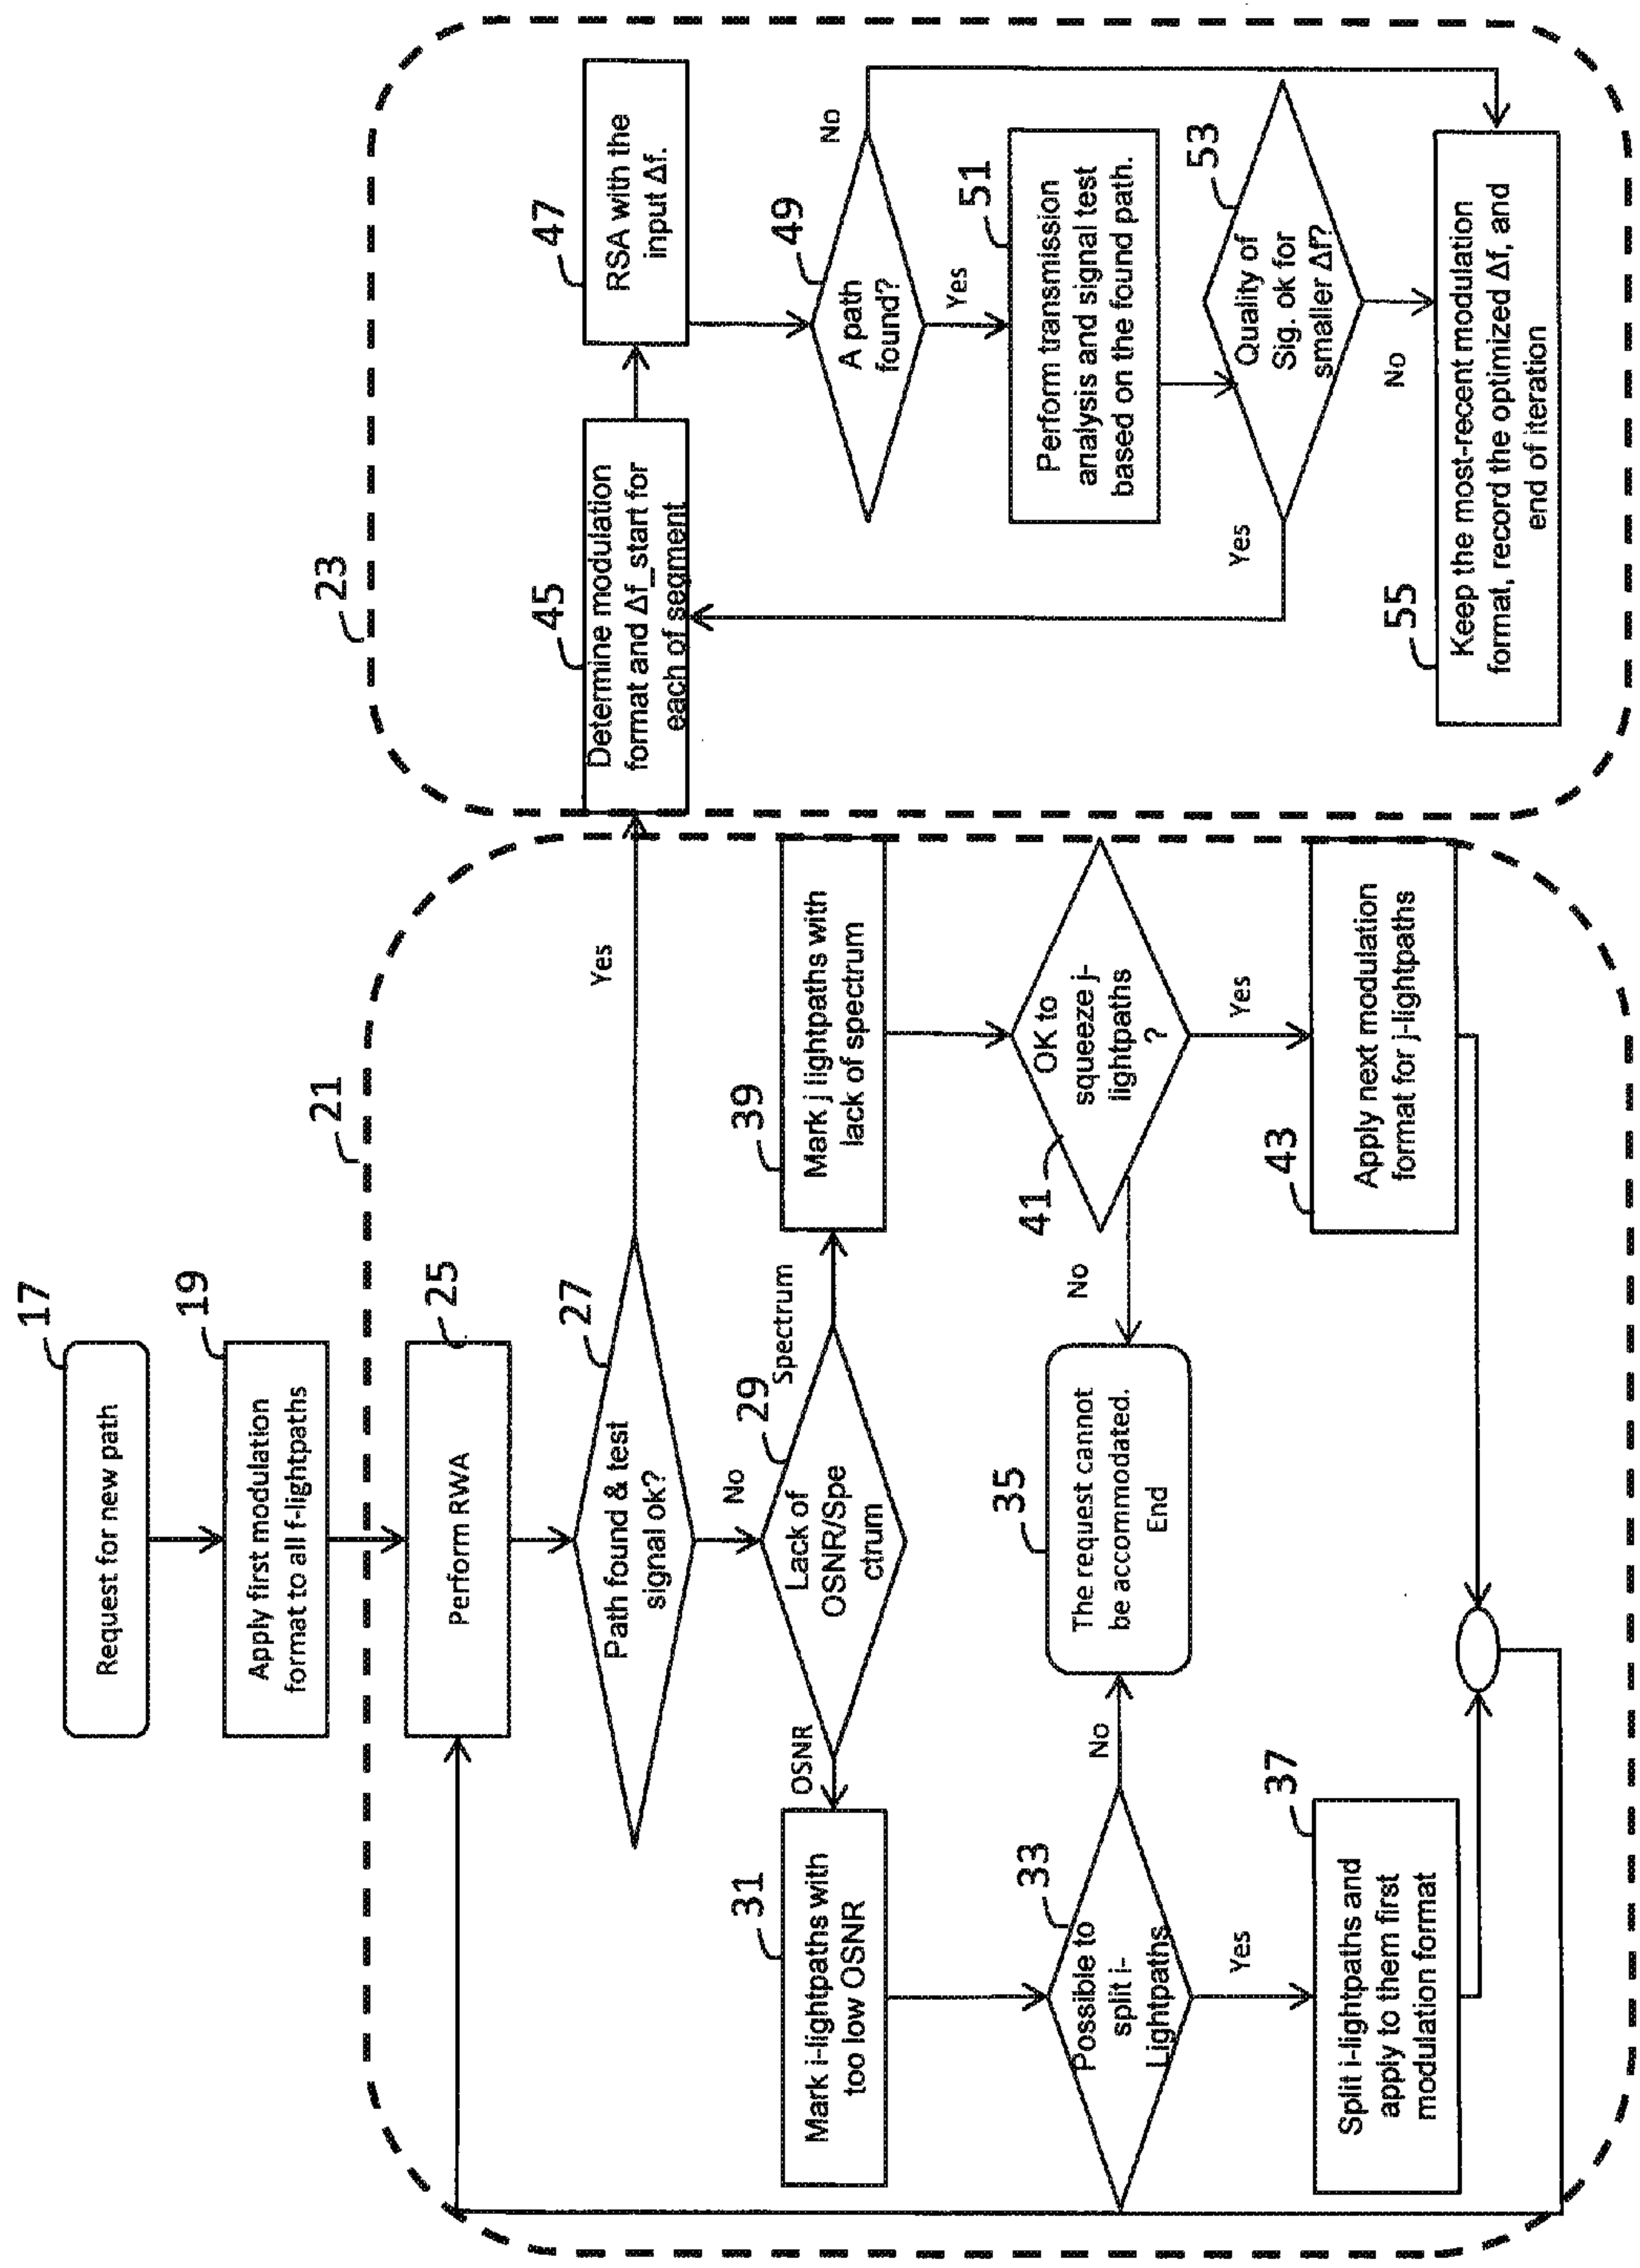 17
Request for new path
19
Apply first modulation
format to all f-lightpaths
21
25
Perform RWA
27
Path found & test
signal ok?
Yes
No
29
Lack of
OSNR/Spe
ctrum
OSNR
Spectrum
31
Mark i-lightpaths with
too low OSNR
33
Possible to
split i-
Lightpaths
No
Yes
35
The request cannot
be accommodated.
End
37
Split i-lightpaths and
apply to them first
modulation format
39
Mark j lightpaths with
lack of spectrum
41
OK to
squeeze j-
lightpaths
?
No
Yes
43
Apply next modulation
format for j-lightpaths
23
45
Determine modulation
format and Δf_start for
each of segment
47
RSA with the
input Δf.
49
A path
found?
No
Yes
51
Perform transmission
analysis and signal test
based on the found path.
53
Quality of
Sig. ok for
smaller Δf?
Yes
No
55
Keep the most-recent modulation
format, record the optimized Δf, and
end of iteration